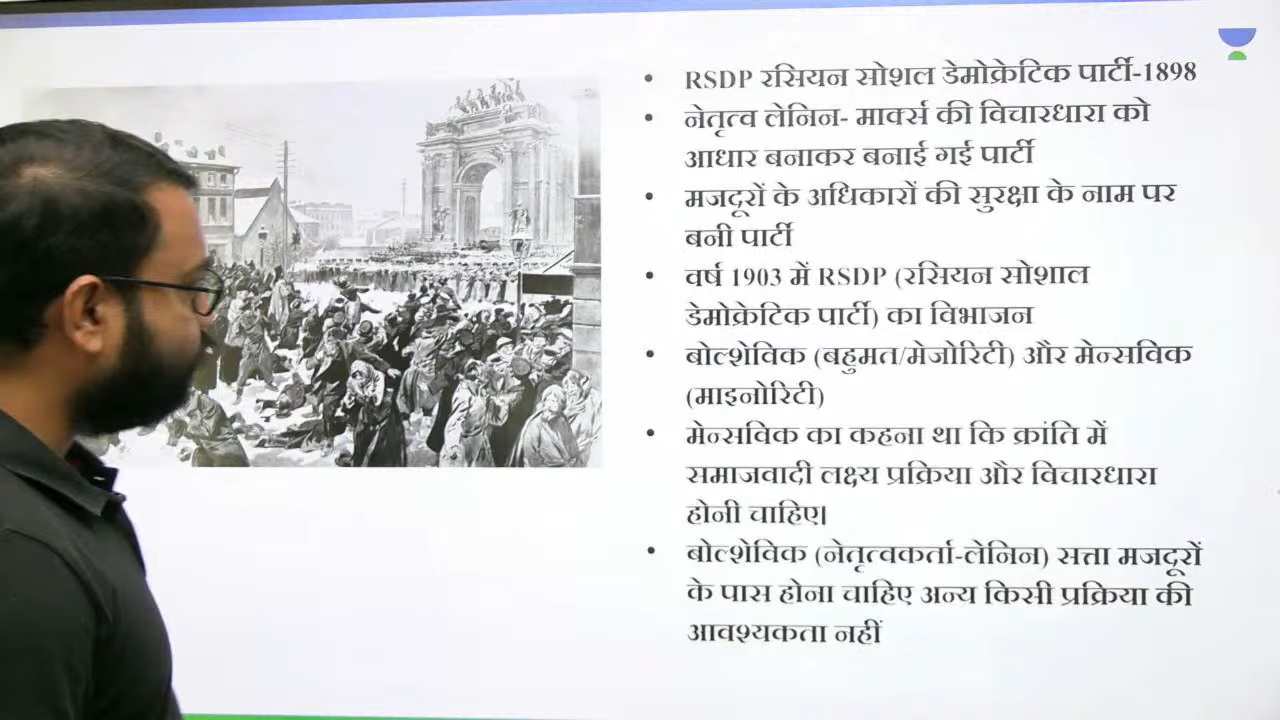 RSDP रसियन सोशल डेमोक्रेटिक पार्टी-1898
नेतृत्व लेनिन- मार्क्स की विचारधारा को
आधार बनाकर बनाई गई पार्टी
मजदूरों के अधिकारों की सुरक्षा के नाम पर
बनी पार्टी
वर्ष 1903 में RSDP (रसियन सोशाल
डेमोक्रेटिक पार्टी) का विभाजन
बोल्शेविक (बहुमत/मेजोरिटी) और मेन्सविक
(माइनोरिटी)
मेन्सविक का कहना था कि क्रांति में
समाजवादी लक्ष्य प्रक्रिया और विचारधारा
होनी चाहिए।
बोल्शेविक (नेतृत्वकर्ता-लेनिन) सत्ता मजदूरों
के पास होना चाहिए अन्य किसी प्रक्रिया की
आवश्यकता नहीं